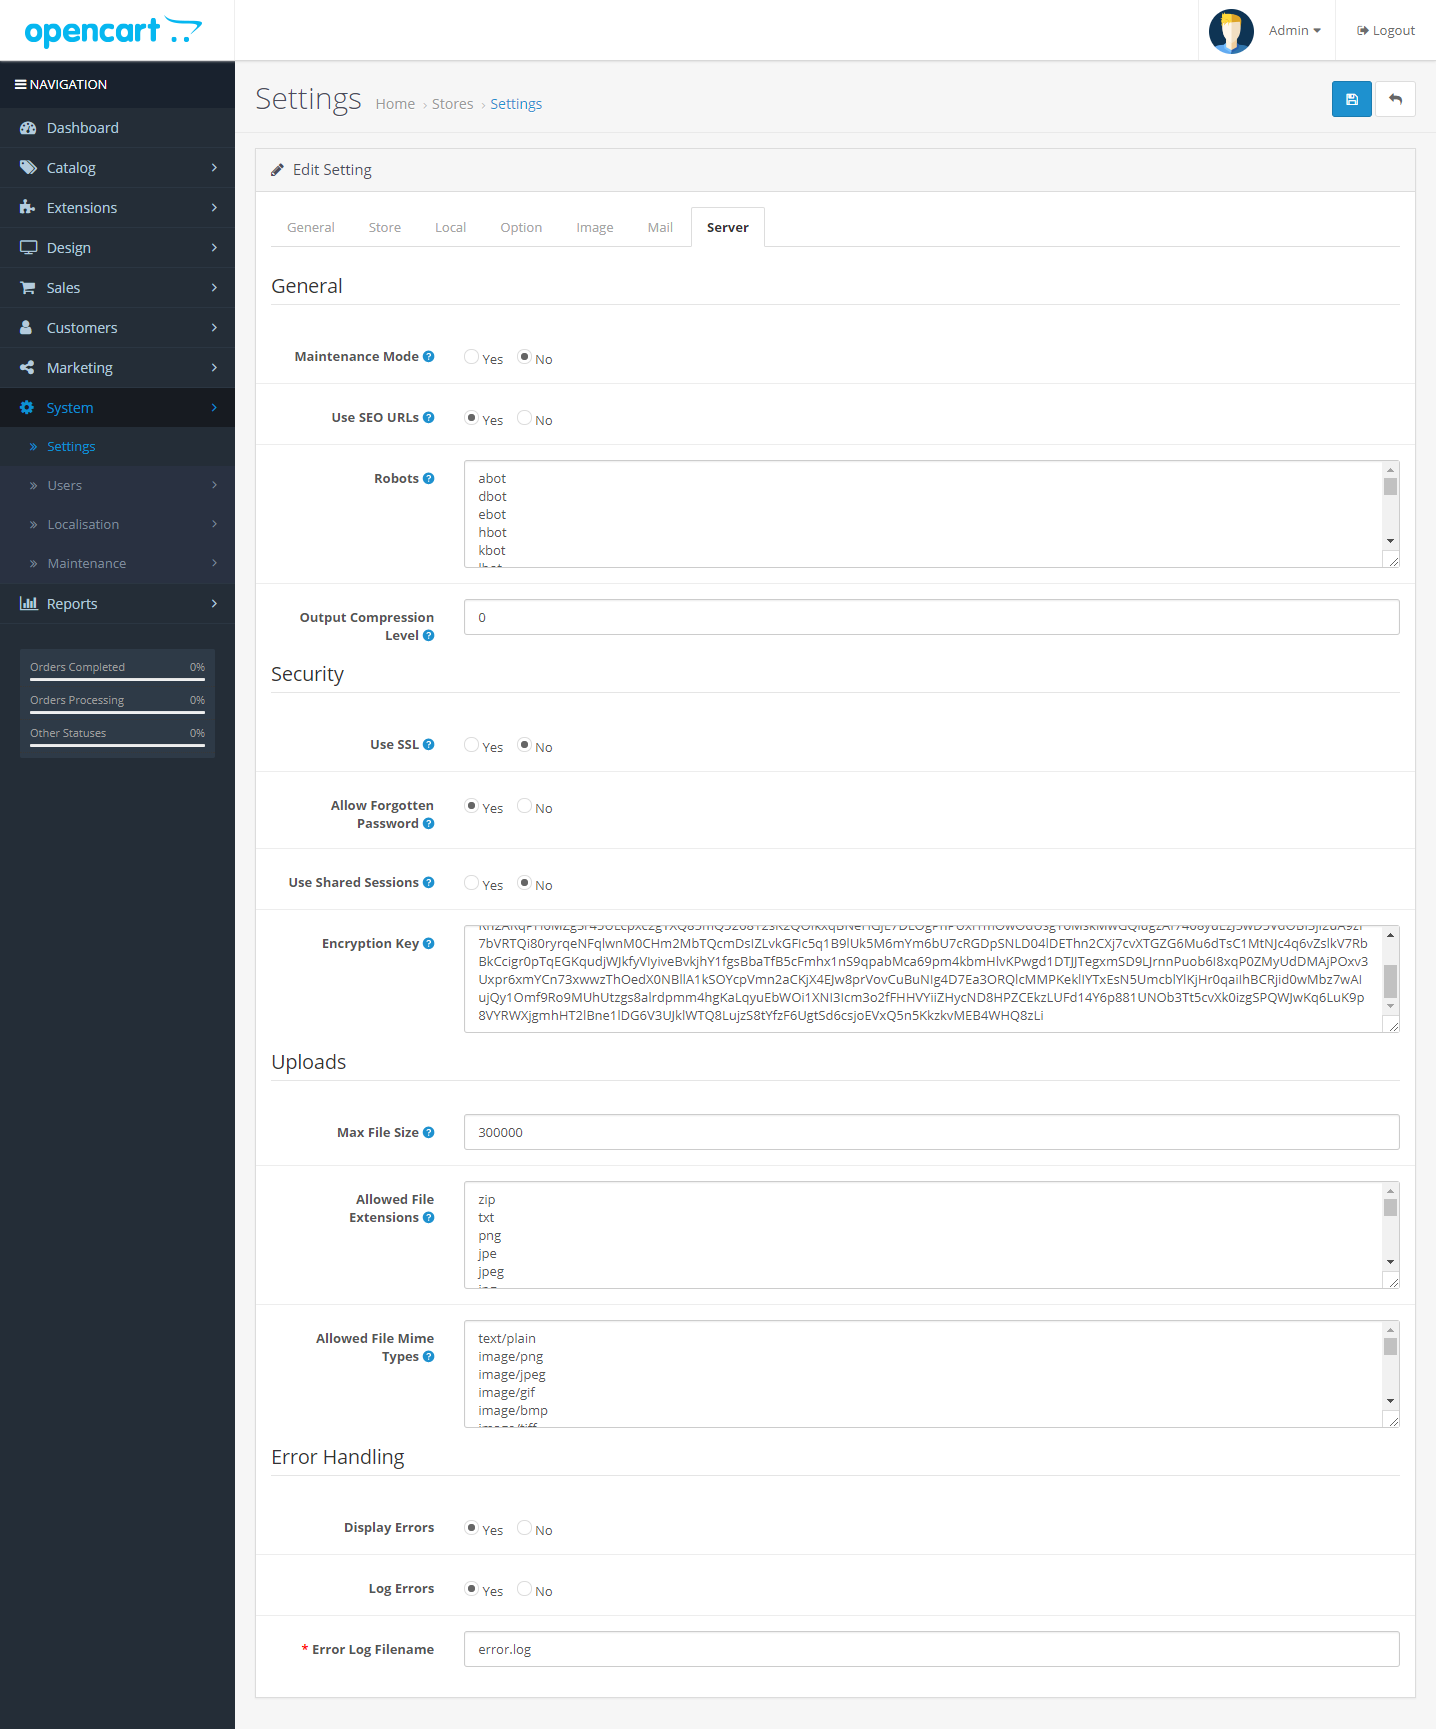 opencart
Admin
Logout
NAVIGATION
Dashboard
Catalog
Extensions
Design
Sales
Customers
Marketing
System
Settings
Users
Localisation
Maintenance
Reports
Orders Completed 0%
Orders Processing 0%
Other Statuses 0%
Settings Home › Stores › Settings
Edit Setting
General Store Local Option Image Mail Server
General
Maintenance Mode Yes No
Use SEO URLs Yes No
Robots
abot
dbot
ebot
hbot
kbot
Output Compression Level
0
Security
Use SSL Yes No
Allow Forgotten Password Yes No
Use Shared Sessions Yes No
Encryption Key
Uploads
Max File Size 300000
Allowed File Extensions
zip
txt
png
jpe
jpeg
Allowed File Mime Types
text/plain
image/png
image/jpeg
image/gif
image/bmp
image/tiff
Error Handling
Display Errors Yes No
Log Errors Yes No
* Error Log Filename error.log